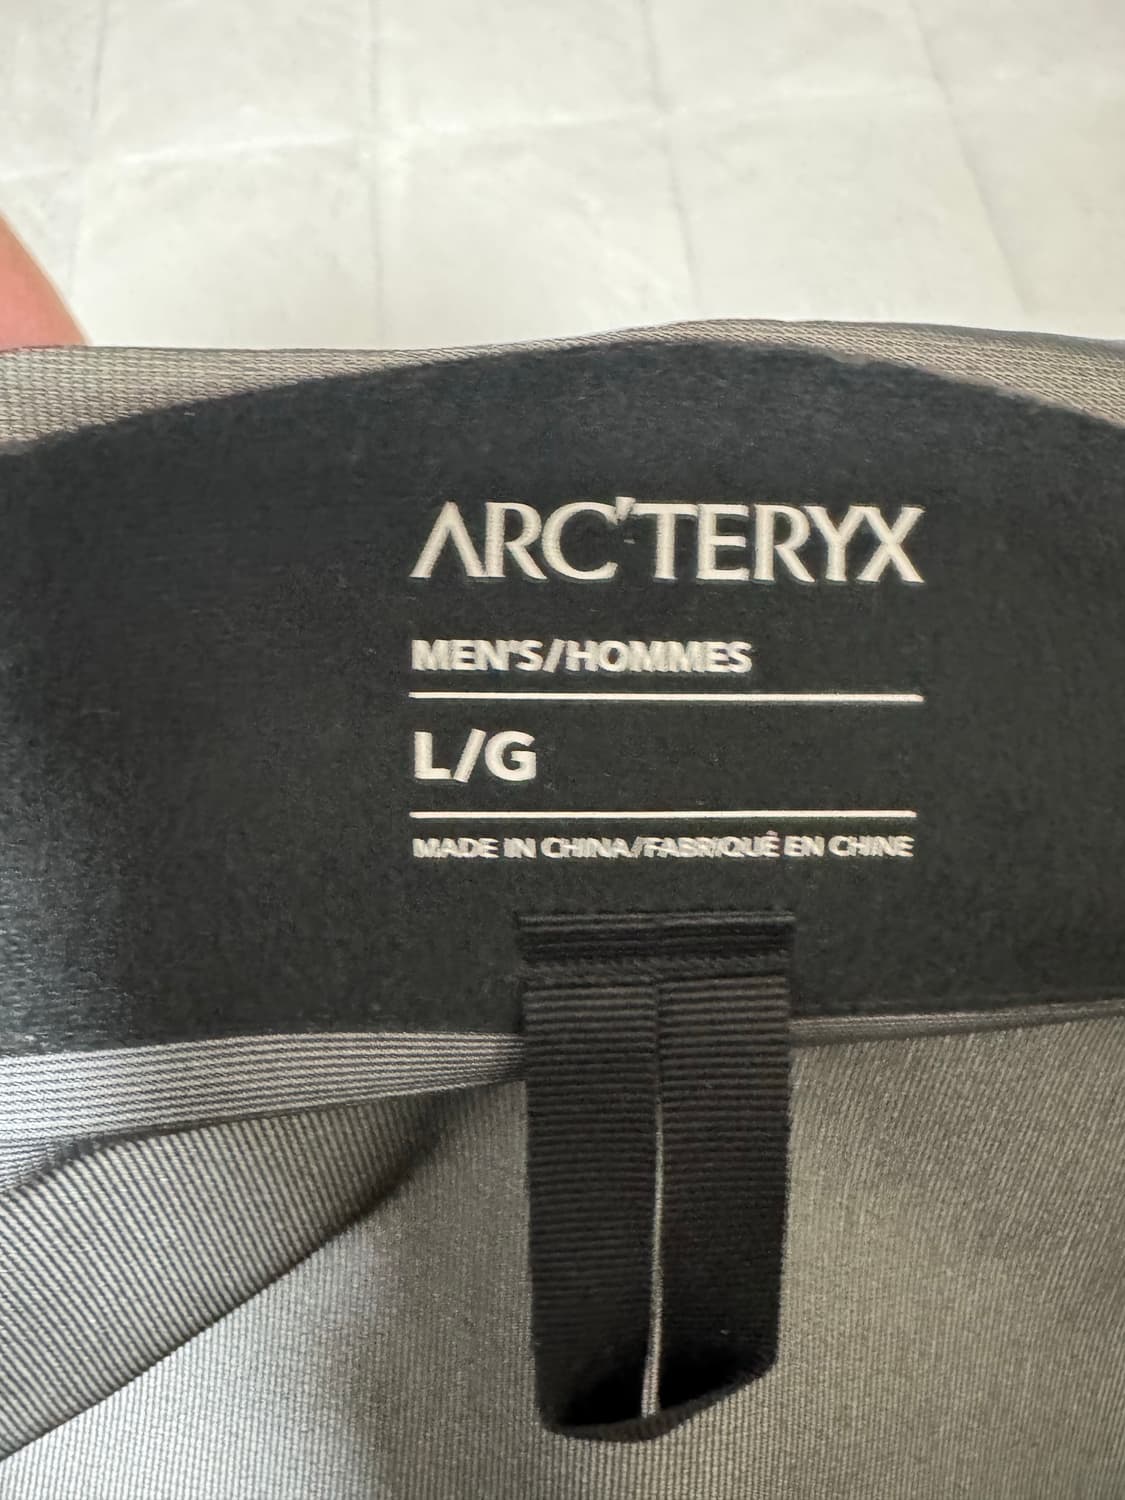 ARC'TERYX
MEN'S/HOMMES
L/G
MADE IN CHINA/FABRIQUÉ EN CHINE